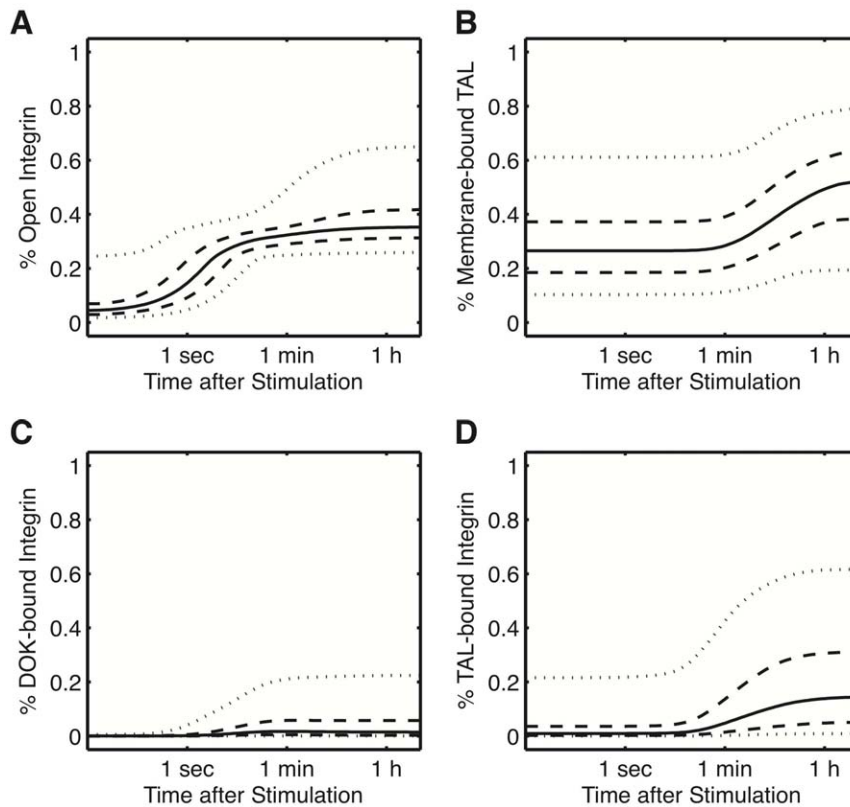 A
% Open Integrin
1
0.8
0.6
0.4
0.2
0
1 sec 1 min 1 h
Time after Stimulation
B
% Membrane-bound TAL
1
0.8
0.6
0.4
0.2
0
1 sec 1 min 1 h
Time after Stimulation
C
% DOK-bound Integrin
1
0.8
0.6
0.4
0.2
0
1 sec 1 min 1 h
Time after Stimulation
D
% TAL-bound Integrin
1
0.8
0.6
0.4
0.2
0
1 sec 1 min 1 h
Time after Stimulation